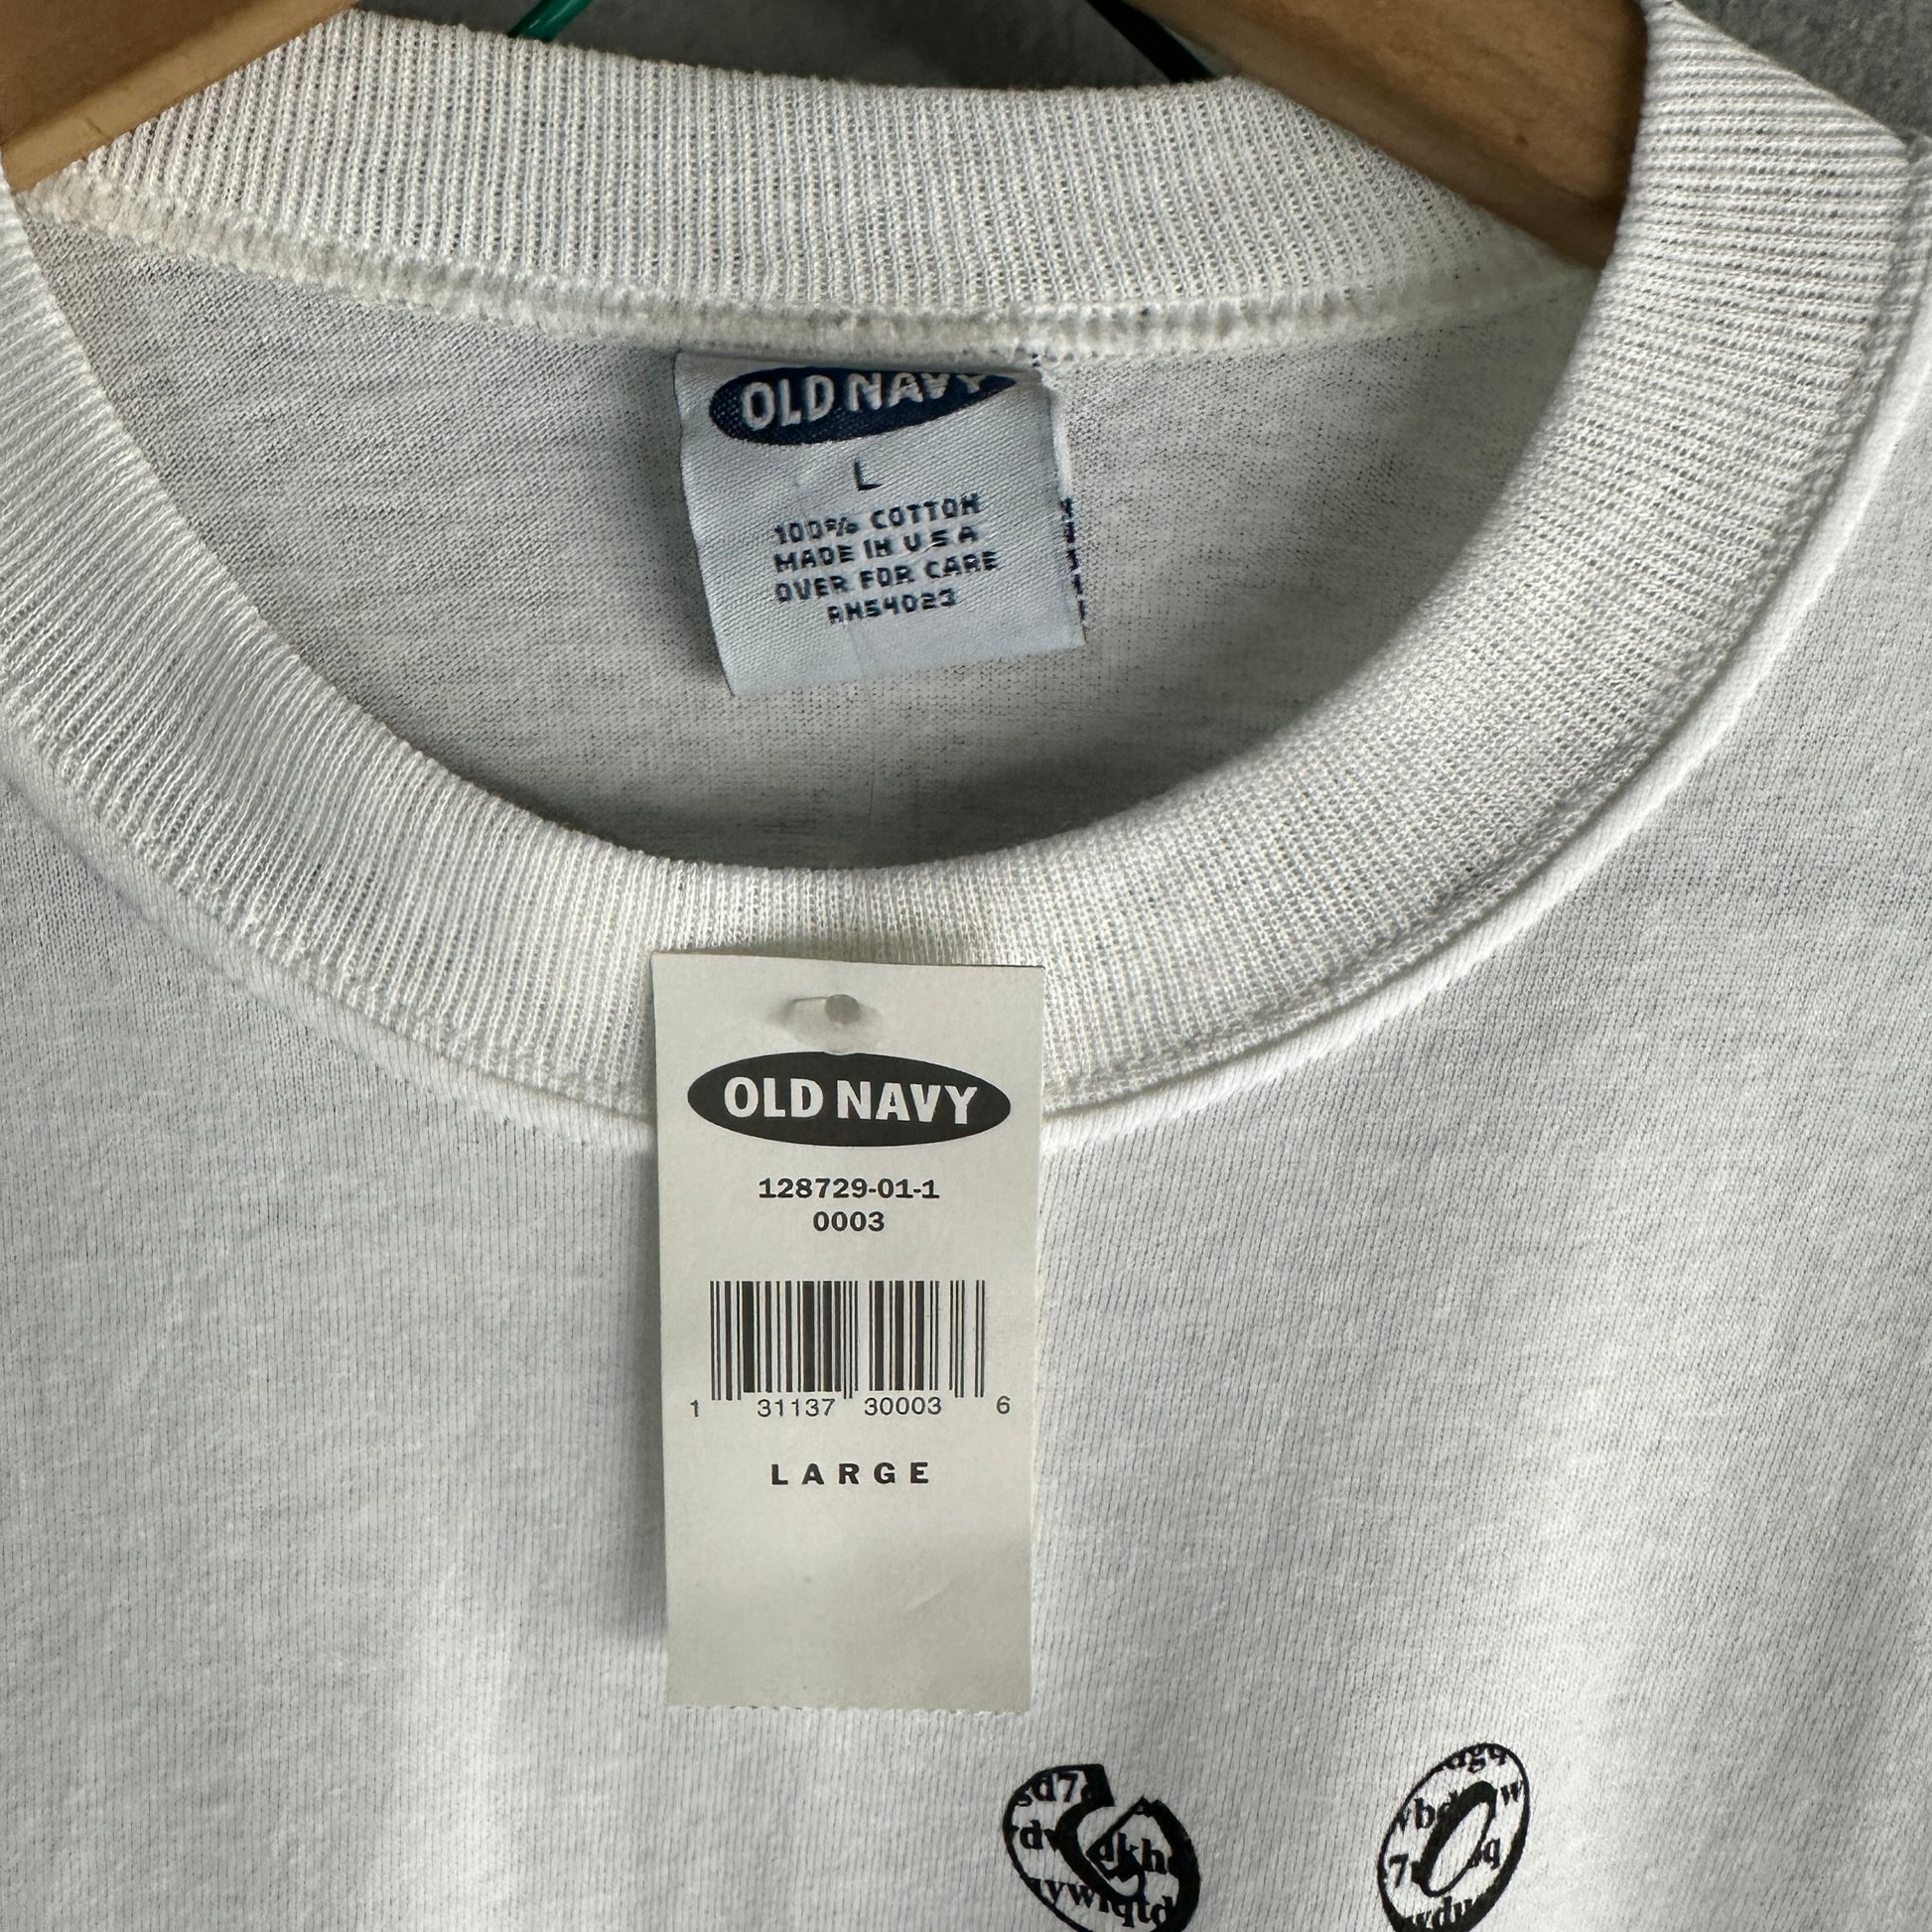 OLD NAVY
L
100% COTTON
MADE IN U S A
OVER FOR CARE
RN54023
OLD NAVY
128729-01-1
0003
1 31137 30003 6
LARGE